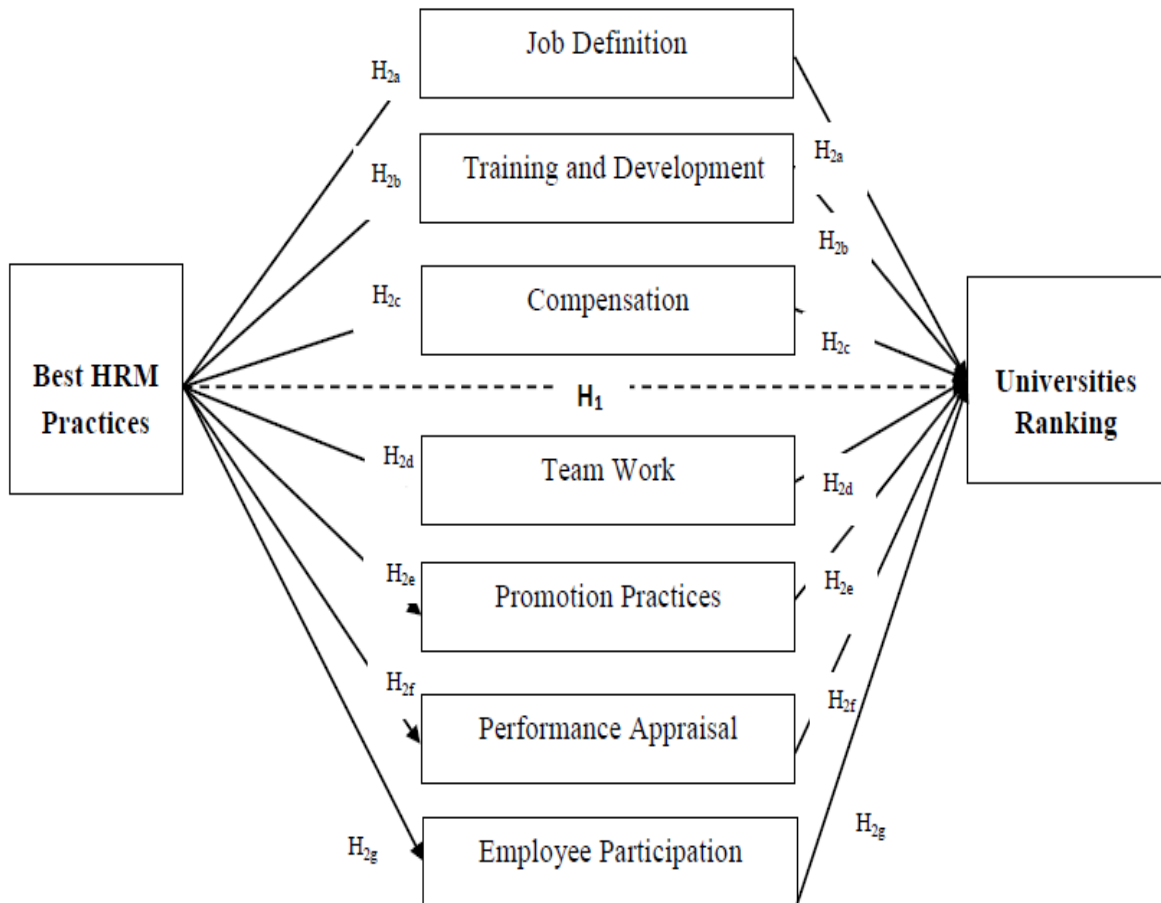 Job Definition
H2a
H2a
Training and Development
H2b
H2b
Compensation
H2c
H2c
Best HRM
Practices
H1
Universities
Ranking
Team Work
H2d
H2d
Promotion Practices
H2e
H2e
Performance Appraisal
H2f
H2f
Employee Participation
H2g
H2g